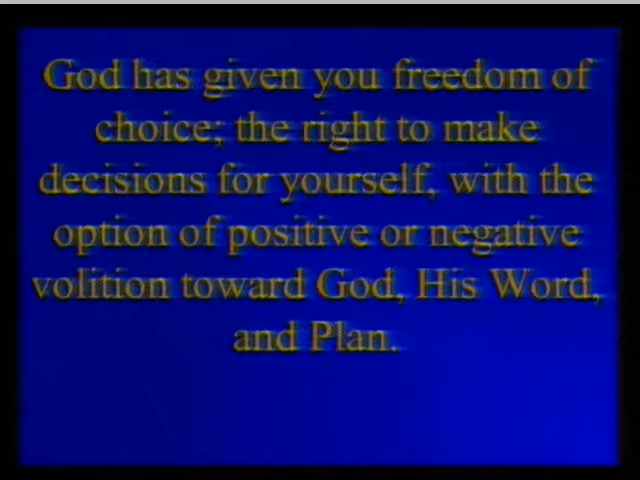 God has given you freedom of
choice; the right to make
decisions for yourself, with the
option of positive or negative
volition toward God, His Word,
and Plan.